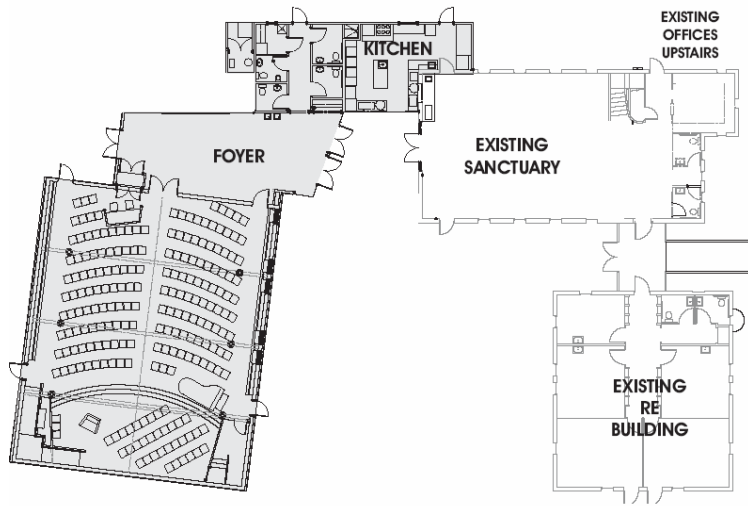 EXISTING
OFFICES
UPSTAIRS
KITCHEN
FOYER
EXISTING
SANCTUARY
EXISTING
RE
BUILDING